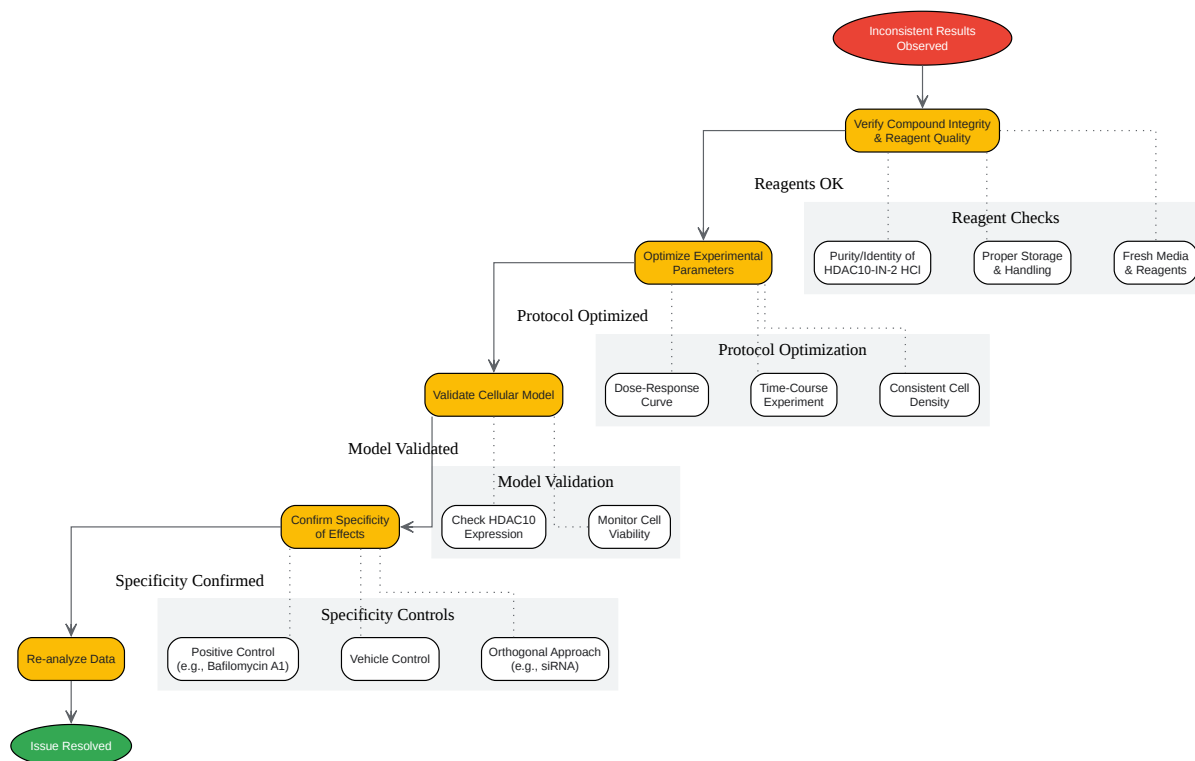 Inconsistent Results
Observed
Verify Compound Integrity
& Reagent Quality
Reagents OK
Reagent Checks
Purity/Identity of
HDAC10-IN-2 HCl
Proper Storage
& Handling
Fresh Media
& Reagents
Optimize Experimental
Parameters
Protocol Optimized
Protocol Optimization
Dose-Response
Curve
Time-Course
Experiment
Consistent Cell
Density
Validate Cellular Model
Model Validated
Model Validation
Check HDAC10
Expression
Monitor Cell
Viability
Confirm Specificity
of Effects
Specificity Confirmed
Specificity Controls
Positive Control
(e.g., Bafilomycin A1)
Vehicle Control
Orthogonal Approach
(e.g., siRNA)
Re-analyze Data
Issue Resolved